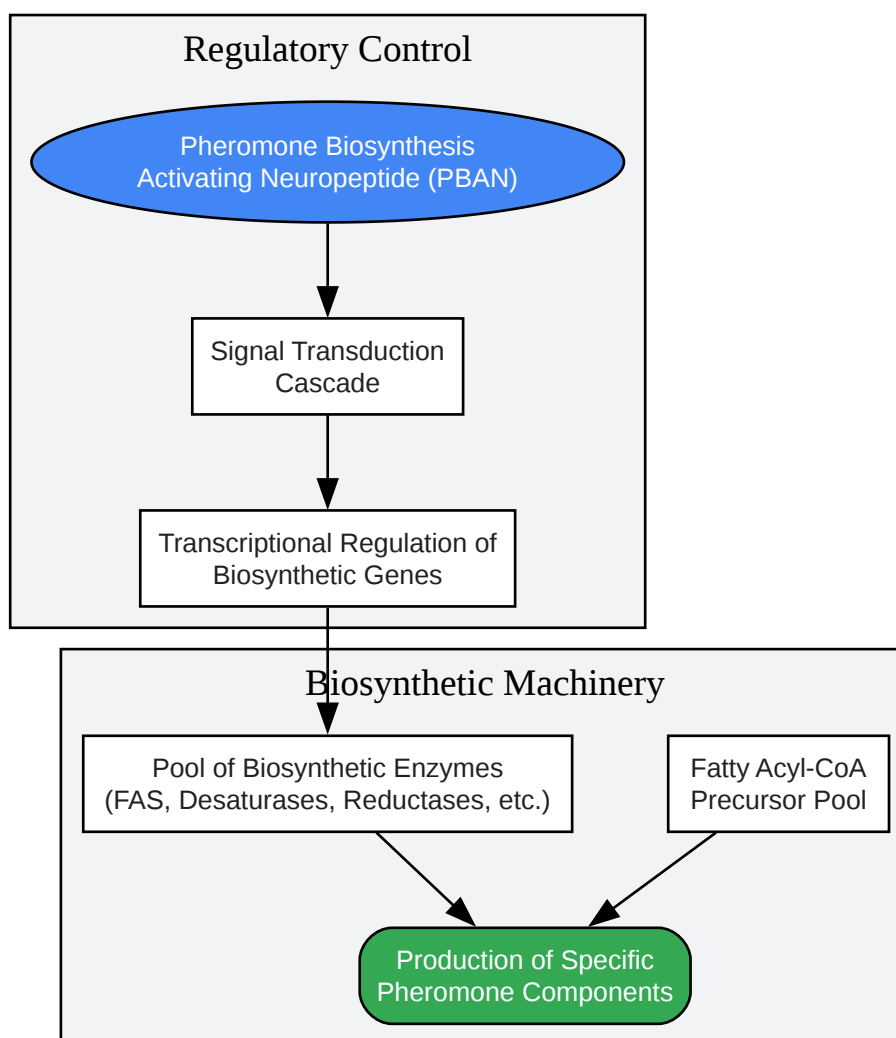 Regulatory Control
Pheromone Biosynthesis
Activating Neuropeptide (PBAN)
Signal Transduction
Cascade
Transcriptional Regulation of
Biosynthetic Genes
Biosynthetic Machinery
Pool of Biosynthetic Enzymes
(FAS, Desaturases, Reductases, etc.)
Fatty Acyl-CoA
Precursor Pool
Production of Specific
Pheromone Components